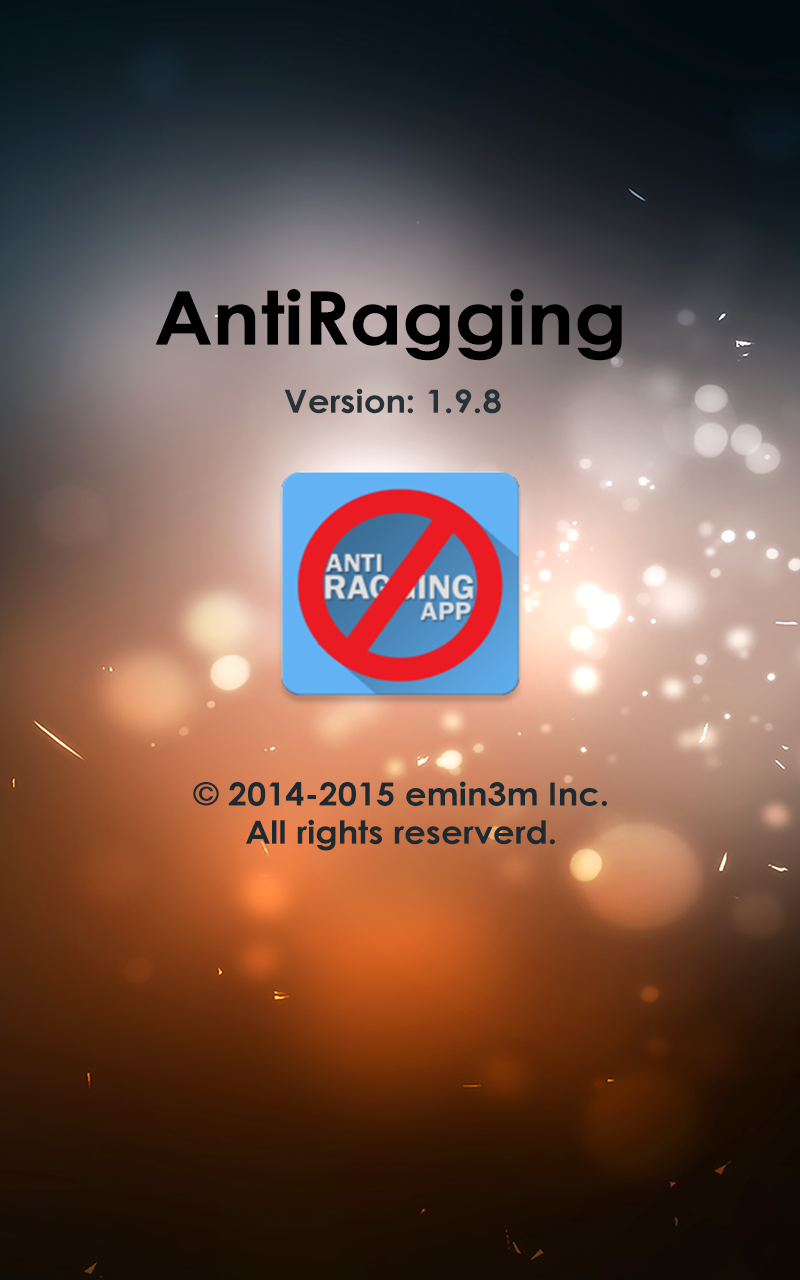 AntiRagging
Version: 1.9.8
ANTI
RAGGING
APP
© 2014-2015 emin3m Inc.
All rights reserverd.